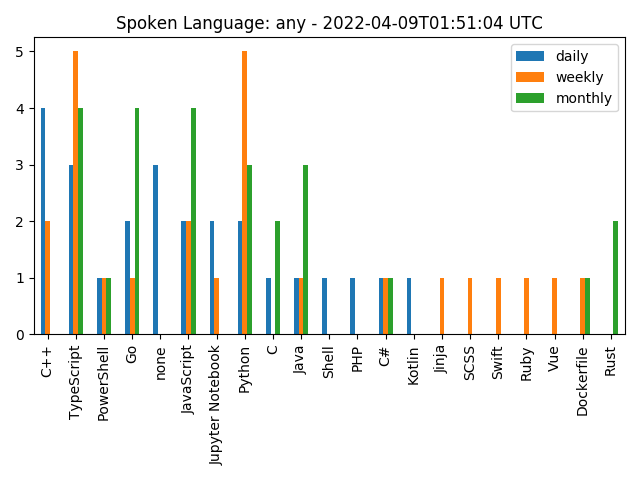 Spoken Language: any - 2022-04-09T01:51:04 UTC
daily
weekly
monthly
5
4
3
2
1
0
C++
TypeScript
PowerShell
Go
none
JavaScript
Jupyter Notebook
Python
C
Java
Shell
PHP
C#
Kotlin
Jinja
SCSS
Swift
Ruby
Vue
Dockerfile
Rust